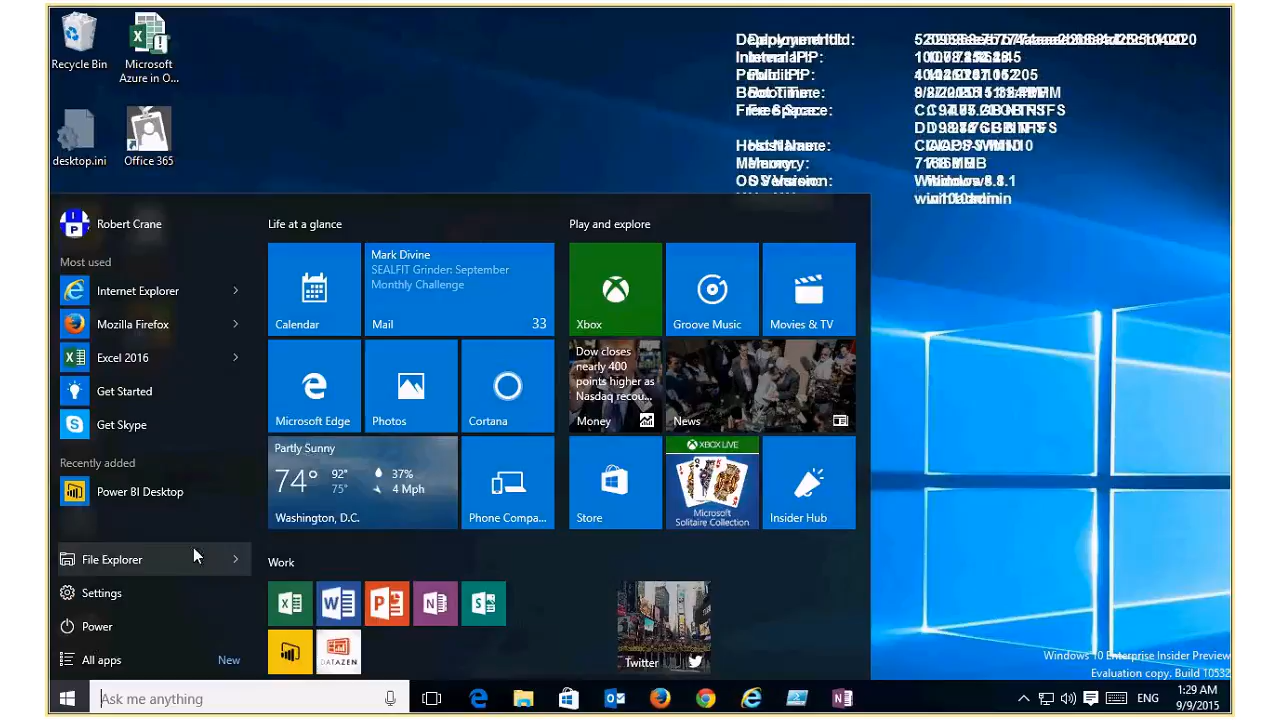 Recycle Bin
Microsoft
Azure in O...
desktop.ini
Office 365
Robert Crane
Most used
Internet Explorer
Mozilla Firefox
Excel 2016
Get Started
Get Skype
Recently added
Power BI Desktop
File Explorer
Settings
Power
All apps
New
Life at a glance
Calendar
Mark Divine
SEALFIT Grinder: September
Monthly Challenge
Mail
33
Microsoft Edge
Photos
Cortana
Partly Sunny
74°
92°
75°
37%
4 Mph
Washington, D.C.
Phone Compa...
Play and explore
Xbox
Groove Music
Movies & TV
Dow closes
nearly 400
points higher as
Nasdaq recou...
Money
News
Store
XBOX LIVE
Microsoft
Solitaire Collection
Insider Hub
Work
DATAZEN
Twitter
Windows 10 Enterprise Insider Preview
Evaluation copy. Build 10532
Ask me anything
ENG
1:29 AM
9/9/2015